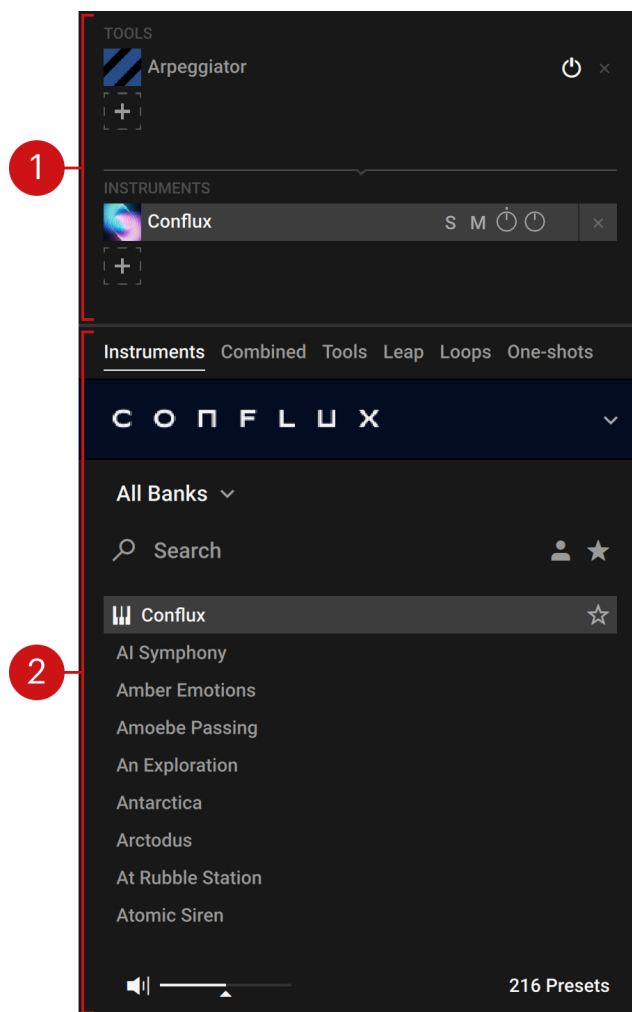 TOOLS
Arpeggiator
1
INSTRUMENTS
Conflux S M
Instruments Combined Tools Leap Loops One-shots
CONFLUX
All Banks
Search
Conflux
2
AI Symphony
Amber Emotions
Amoebe Passing
An Exploration
Antarctica
Arctodus
At Rubble Station
Atomic Siren
216 Presets